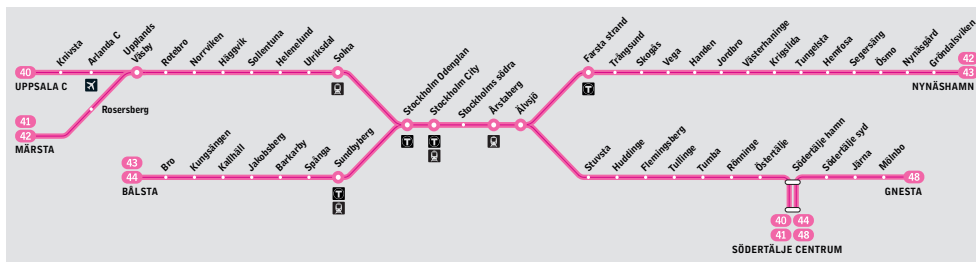 40
UPPSALA C
Knivsta
Arlanda C
Upplands
Väsby
Rotebro
Norrviken
Häggvik
Sollentuna
Helenelund
Ulriksdal
Solna
Rosersberg
41
42
MÄRSTA
43
44
BÅLSTA
Bro
Kungsängen
Kallhäll
Jakobsberg
Barkarby
Spånga
Sundbyberg
T
Stockholm Odenplan
T
Stockholm City
T
Stockholms södra
Årstaberg
Älvsjö
Farsta strand
T
Trångsund
Skogås
Vega
Handen
Jordbro
Västerhaninge
Krigslida
Tungelsta
Hemfosa
Segersäng
Ösmo
Nynäsgård
Gröndalsviken
42
43
NYNÄSHAMN
Stuvsta
Huddinge
Flemingsberg
Tullinge
Tumba
Rönninge
Östertälje
Södertälje hamn
Södertälje syd
Järna
Mölnbo
48
GNESTA
40 44
41 48
SÖDERTÄLJE CENTRUM